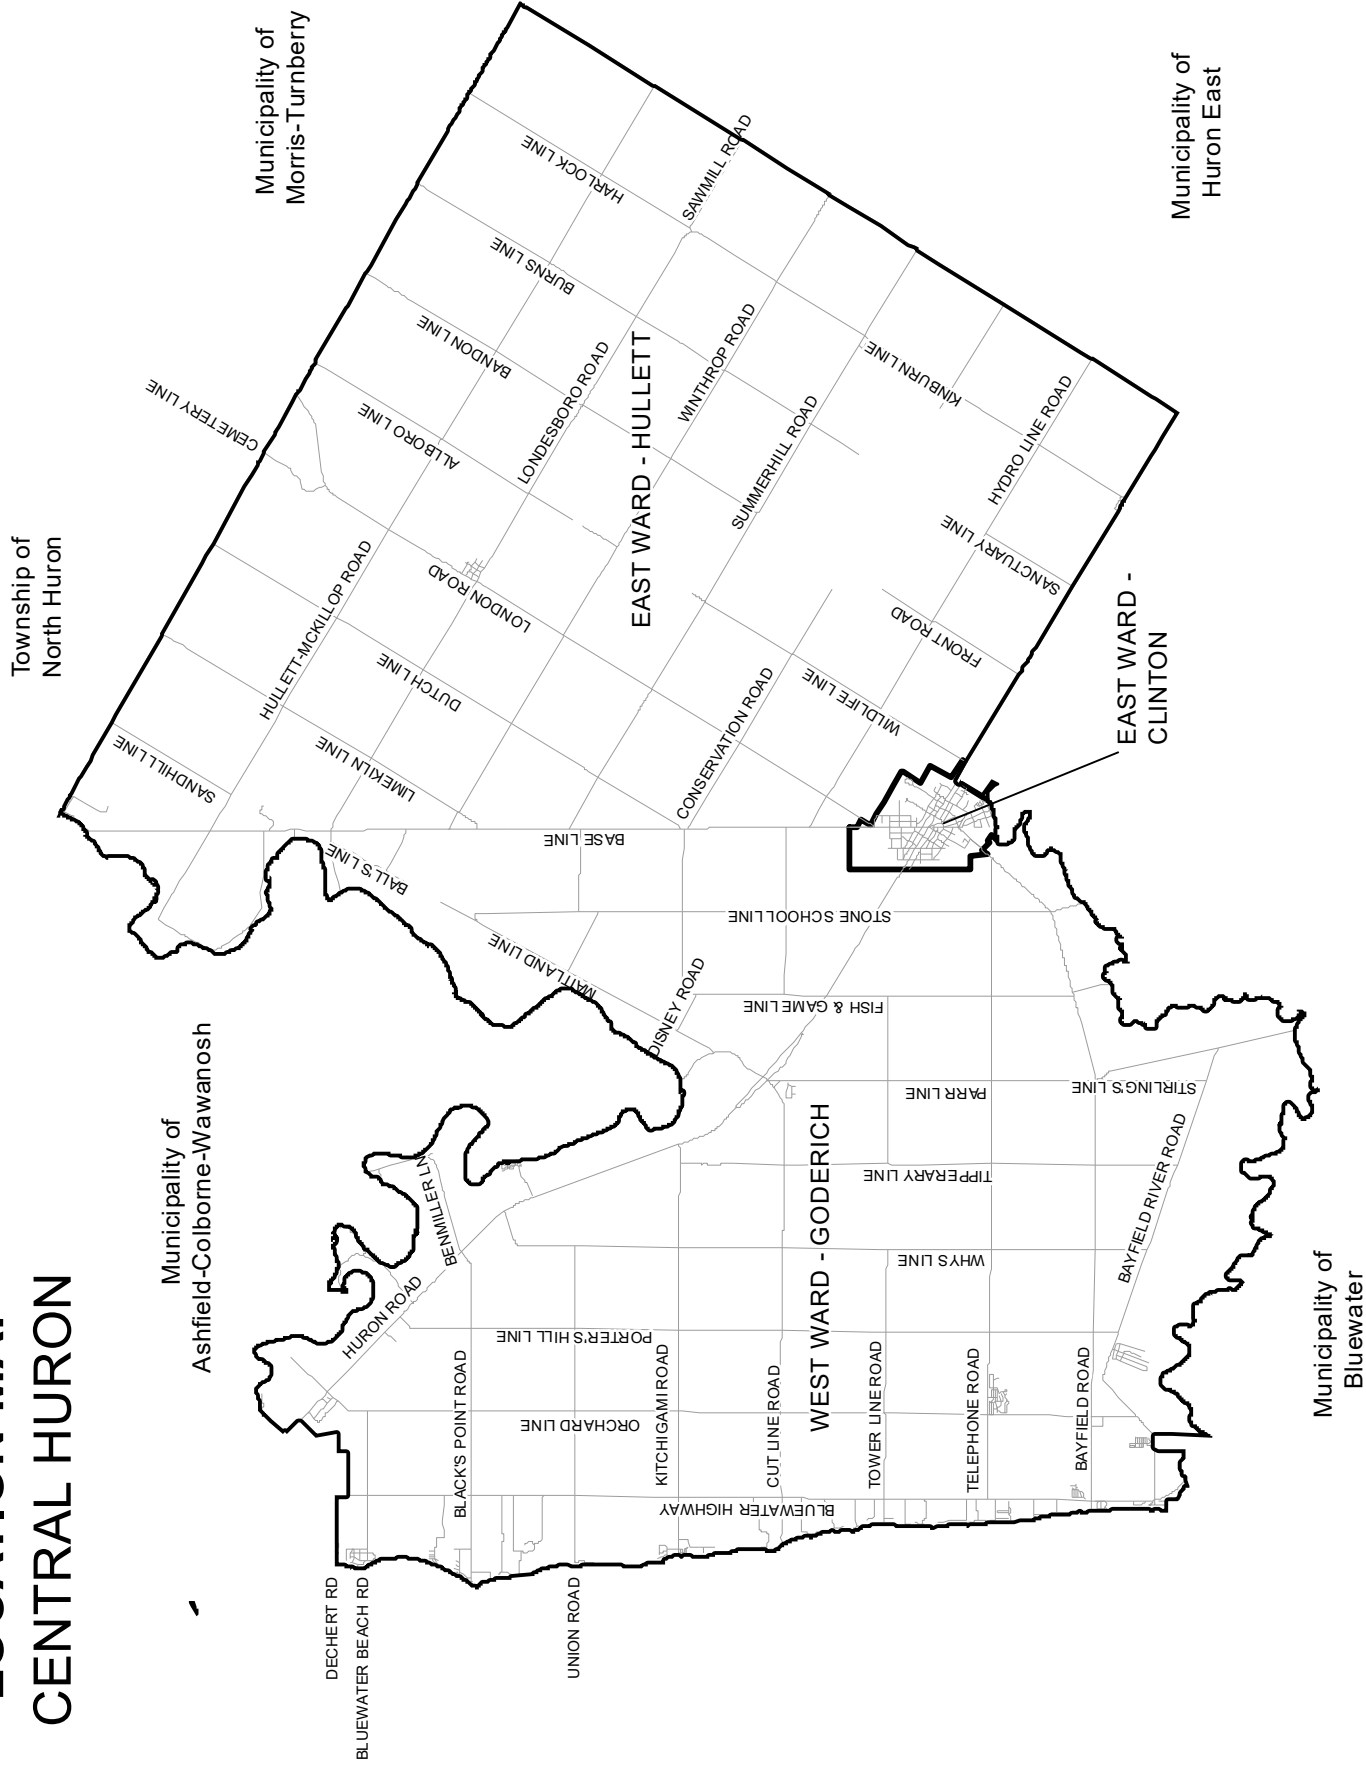 CENTRAL HURON
Township of
North Huron
Municipality of
Morris-Turnberry
Municipality of
Huron East
Municipality of
Ashfield-Colborne-Wawanosh
Municipality of
Bluewater
EAST WARD - HULLETT
EAST WARD -
CLINTON
WEST WARD - GODERICH
CEMETERY LINE
HARLOCK LINE
BURNS LINE
BANDON LINE
ALLBORO LINE
SAWMILL ROAD
LONDESBORO ROAD
WINTHROP ROAD
SUMMERHILL ROAD
KINBURN LINE
HYDRO LINE ROAD
SANCTUARY LINE
FRONT ROAD
WILDLIFE LINE
CONSERVATION ROAD
LONDON ROAD
HULLETT-MCKILLOP ROAD
DUTCH LINE
LIMEKILN LINE
SANDHILL LINE
BASE LINE
BALL'S LINE
MAITLAND LINE
STONE SCHOOL LINE
DISNEY ROAD
FISH & GAME LINE
PARR LINE
STIRLING'S LINE
TIPPERARY LINE
BAYFIELD RIVER ROAD
WHYS LINE
BENMILLER LN
HURON ROAD
PORTER'S HILL LINE
ORCHARD LINE
BLACK'S POINT ROAD
KITCHIGAMI ROAD
CUT LINE ROAD
TOWER LINE ROAD
TELEPHONE ROAD
BAYFIELD ROAD
BLUEWATER HIGHWAY
DECHERT RD
BLUEWATER BEACH RD
UNION ROAD